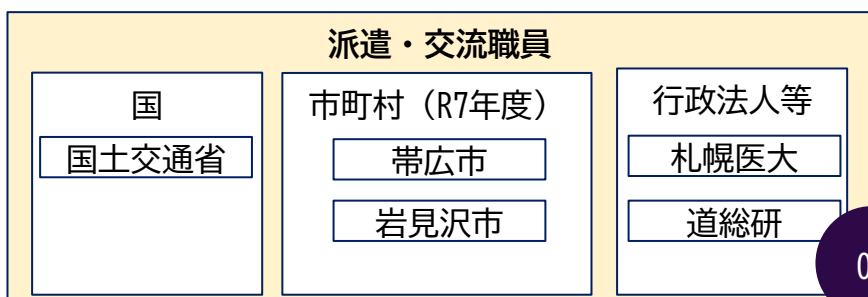 派遣・交流職員
国
国土交通省
市町村（R7年度）
帯広市
岩見沢市
行政法人等
札幌医大
道総研
0